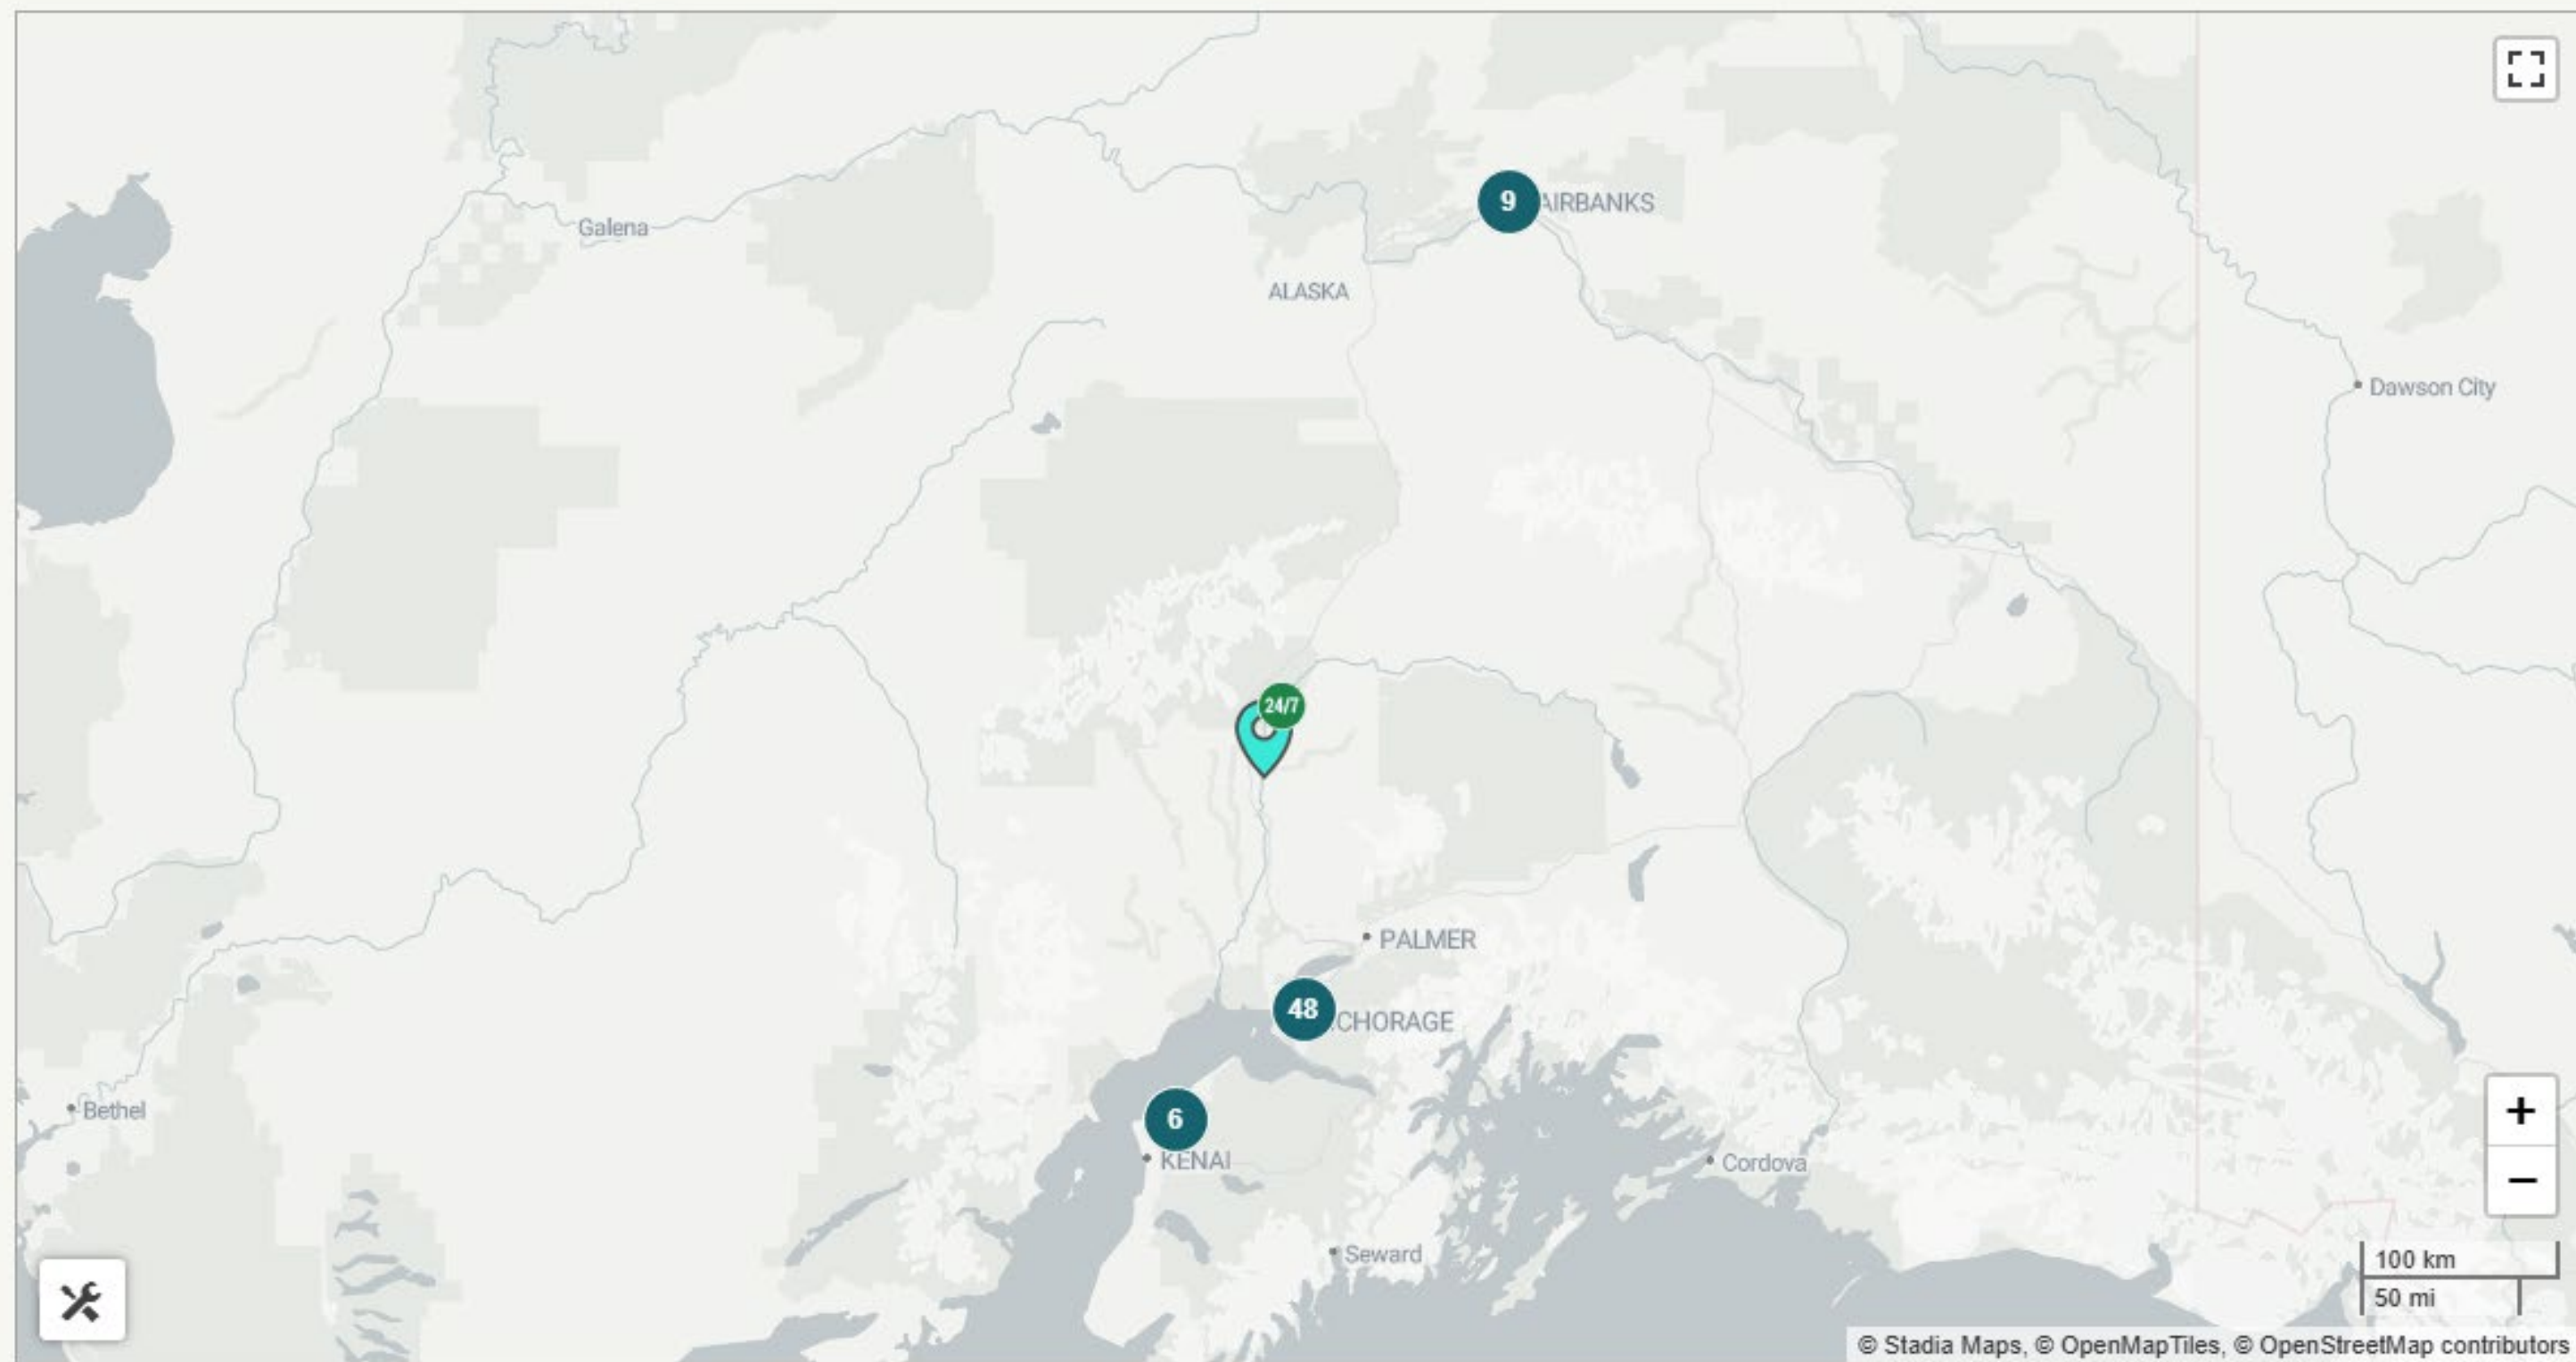 9
AIRBANKS
Galena
ALASKA
Dawson City
24/7
PALMER
48
CHORAGE
Bethel
6
KENAI
Cordova
+
−
Seward
100 km
50 mi
© Stadia Maps, © OpenMapTiles, © OpenStreetMap contributors